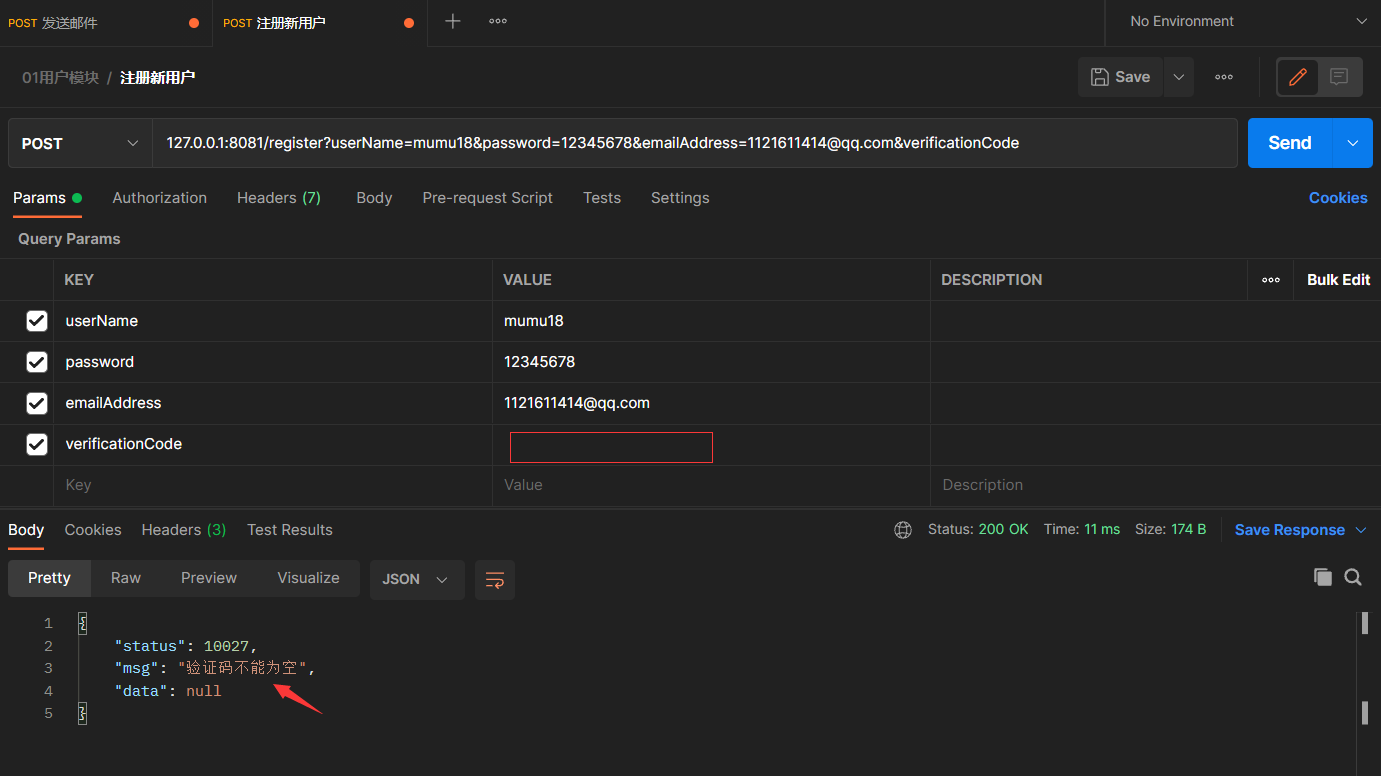 POST 发送邮件 POST 注册新用户 No Environment
01用户模块 / 注册新用户 Save
POST 127.0.0.1:8081/register?userName=mumu18&password=12345678&emailAddress=1121611414@qq.com&verificationCode Send
Params Authorization Headers (7) Body Pre-request Script Tests Settings Cookies
Query Params
KEY VALUE DESCRIPTION Bulk Edit
userName mumu18
password 12345678
emailAddress 1121611414@qq.com
verificationCode
Key Value Description
Body Cookies Headers (3) Test Results Status: 200 OK Time: 11 ms Size: 174 B Save Response
Pretty Raw Preview Visualize JSON
1 {
2 "status": 10027,
3 "msg": "验证码不能为空",
4 "data": null
5 }